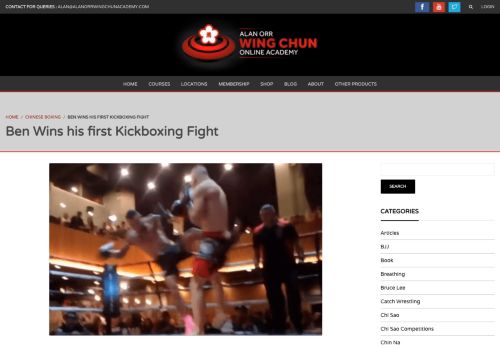 CONTACT FOR QUERIES : ALAN@ALANORRWINGCHUNACADEMY.COM
LOGIN
ALAN ORR
WING CHUN
ONLINE ACADEMY
HOME COURSES LOCATIONS MEMBERSHIP SHOP BLOG ABOUT OTHER PRODUCTS
HOME / CHINESE BOXING / BEN WINS HIS FIRST KICKBOXING FIGHT
Ben Wins his first Kickboxing Fight
SEARCH
CATEGORIES
Articles
BJJ
Book
Breathing
Bruce Lee
Catch Wrestling
Chi Sao
Chi Sao Competitions
Chin Na